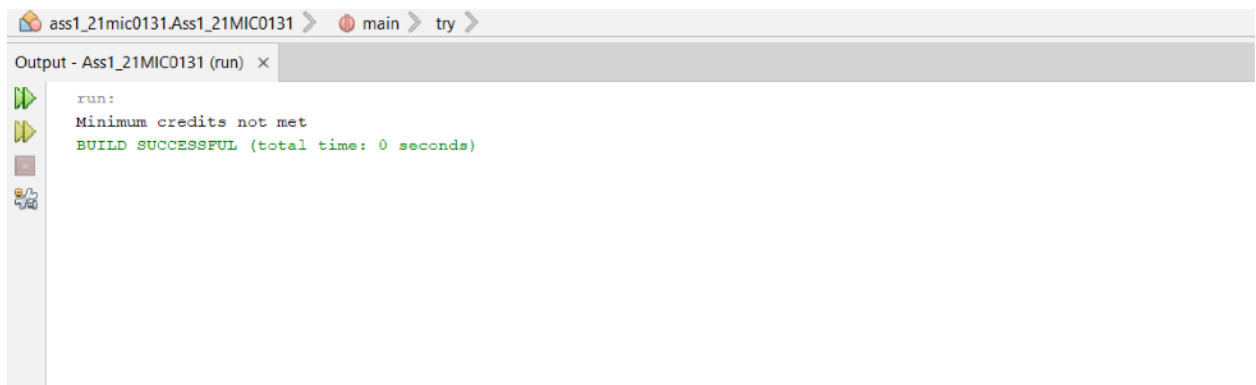 ass1_21mic0131.Ass1_21MIC0131 main try
Output - Ass1_21MIC0131 (run) ×
run:
Minimum credits not met
BUILD SUCCESSFUL (total time: 0 seconds)